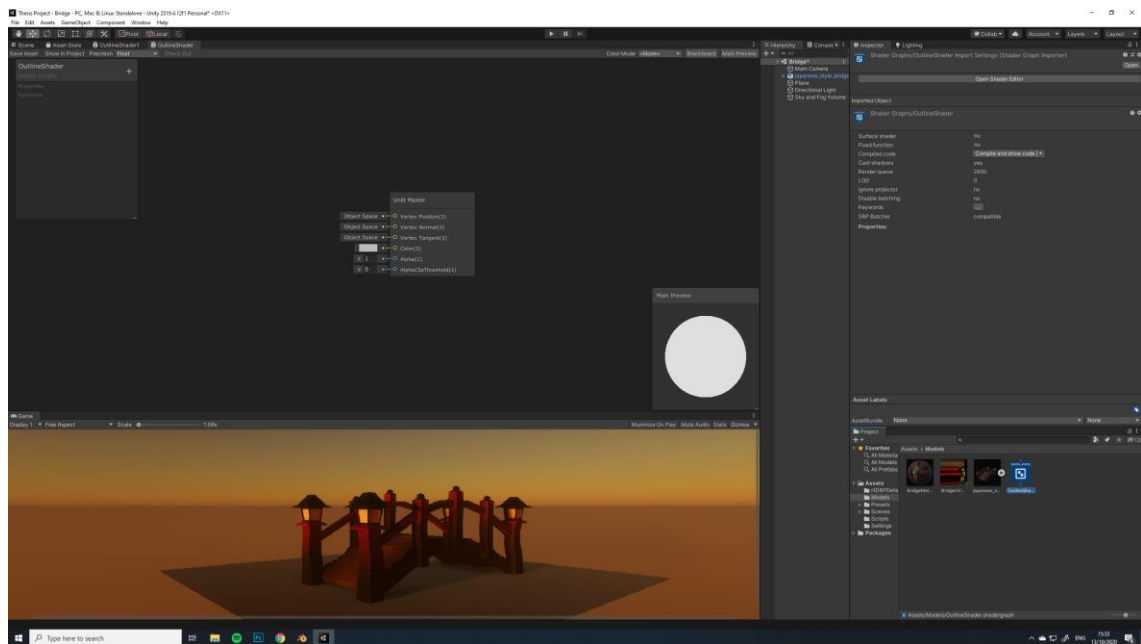 Thesis Project - Bridge - PC, Mac & Linux Standalone - Unity 2019.4.12f1 Personal* <DX11>
File Edit Assets GameObject Component Window Help
Pivot Local
Collab Account Layers Layout
Scene Asset Store OutlineShader1 OutlineShader
Save Asset Show In Project Precision Float Check Out
Color Mode <None> Blackboard Main Preview
OutlineShader
Shader Graphs
Properties
Keywords
Unlit Master
Object Space Vertex Position(3)
Object Space Vertex Normal(3)
Object Space Vertex Tangent(3)
Color(3)
X 1 Alpha(1)
X 0 AlphaClipThreshold(1)
Main Preview
Hierarchy Console
Bridge*
Main Camera
japanese_style_bridge
Plane
Directional Light
Sky and Fog Volume
Inspector Lighting
Shader Graphs/OutlineShader Import Settings (Shader Graph Importer)
Open
Open Shader Editor
Imported Object
Shader Graphs/OutlineShader
Surface shader no
Fixed function no
Compiled code Compile and show code
Cast shadows yes
Render queue 2450
LOD 0
Ignore projector no
Disable batching no
Keywords
SRP Batcher compatible
Properties:
Asset Labels
AssetBundle None None
Game
Display 1 Free Aspect Scale 1.08x
Maximize On Play Mute Audio Stats Gizmos
Project
Favorites
All Materia
All Models
All Prefabs
Assets
HDRPDefa
Models
Presets
Scenes
Scripts
Settings
Packages
Assets > Models
BridgeMat... japanese_s... OutlineSha...
Assets/Models/OutlineShader.shadergraph
Type here to search
ENG
15:03
13/10/2020